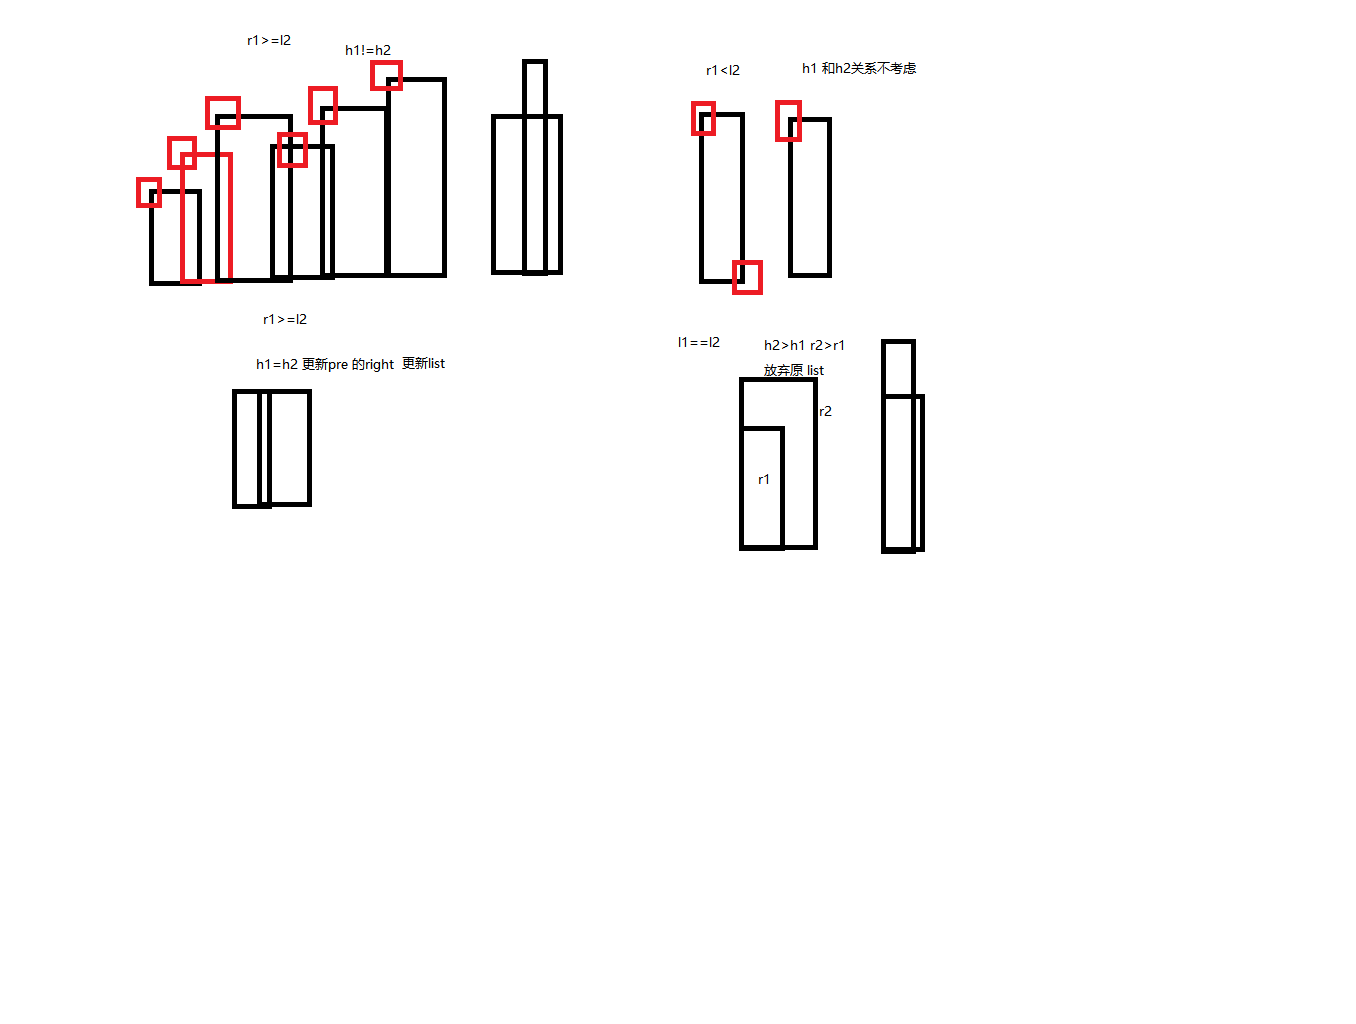 r1>=l2
h1!=h2
r1<l2
h1 和h2关系不考虑
r1>=l2
h1=h2 更新pre 的right 更新list
l1==l2
h2>h1 r2>r1
放弃原 list
r2
r1